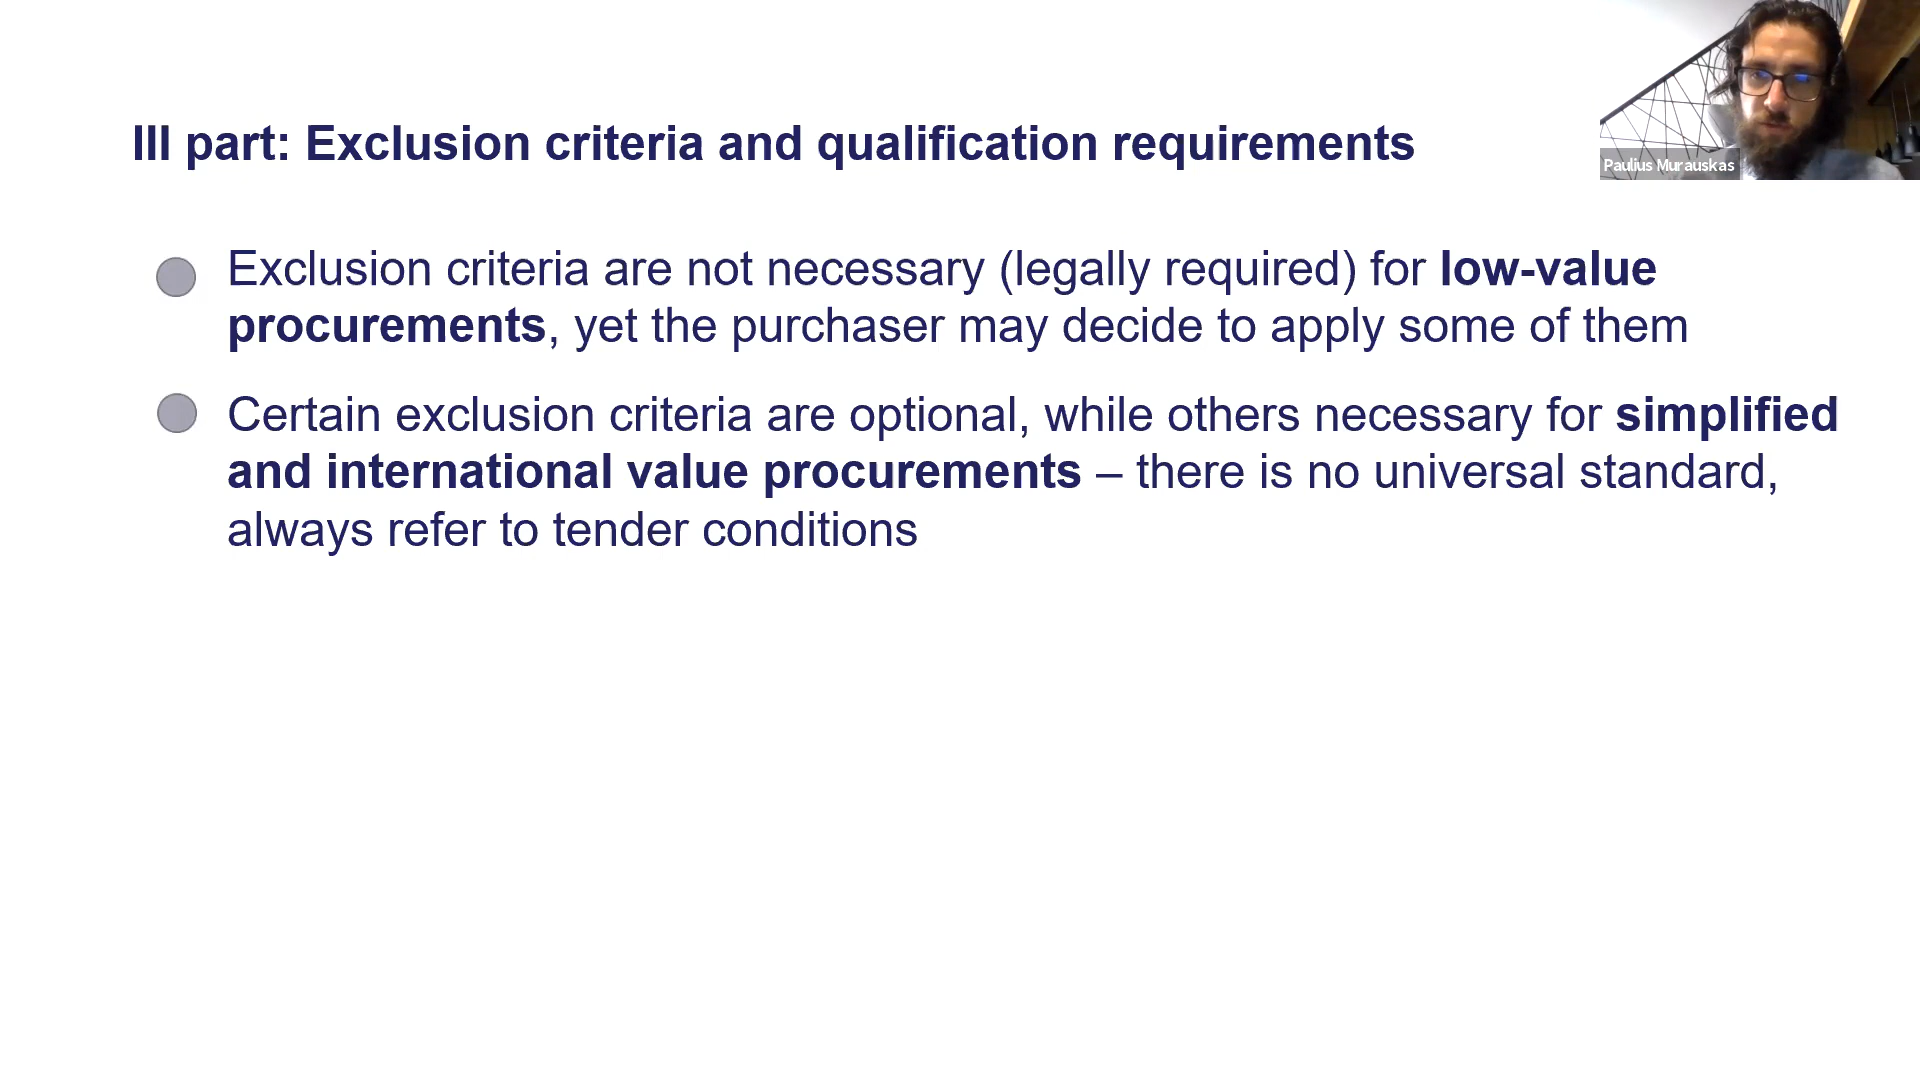 III part: Exclusion criteria and qualification requirements
Paulius Murauskas
Exclusion criteria are not necessary (legally required) for low-value
procurements, yet the purchaser may decide to apply some of them
Certain exclusion criteria are optional, while others necessary for simplified
and international value procurements – there is no universal standard,
always refer to tender conditions